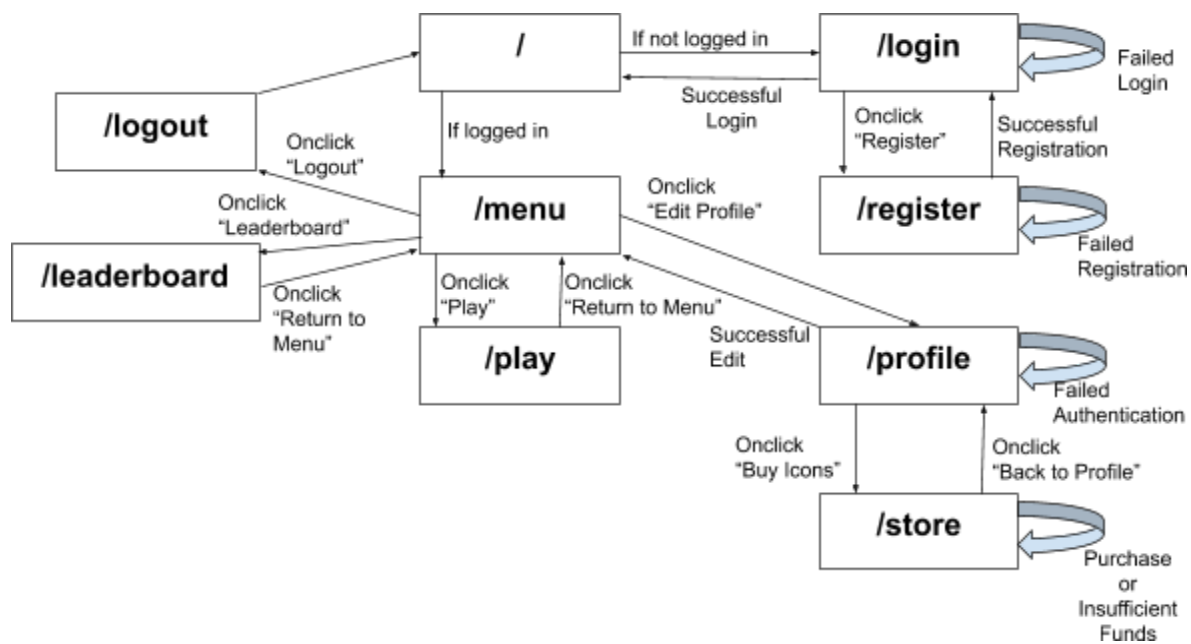 /
If not logged in
/login
Failed
Login
Successful
Login
/logout
If logged in
Onclick
“Register”
Successful
Registration
Onclick
“Logout”
Onclick
“Edit Profile”
/menu
/register
Onclick
“Leaderboard”
Failed
Registration
/leaderboard
Onclick
“Return to
Menu”
Onclick
“Play”
Onclick
“Return to Menu”
Successful
Edit
/play
/profile
Failed
Authentication
Onclick
“Buy Icons”
Onclick
“Back to Profile”
/store
Purchase
or
Insufficient
Funds